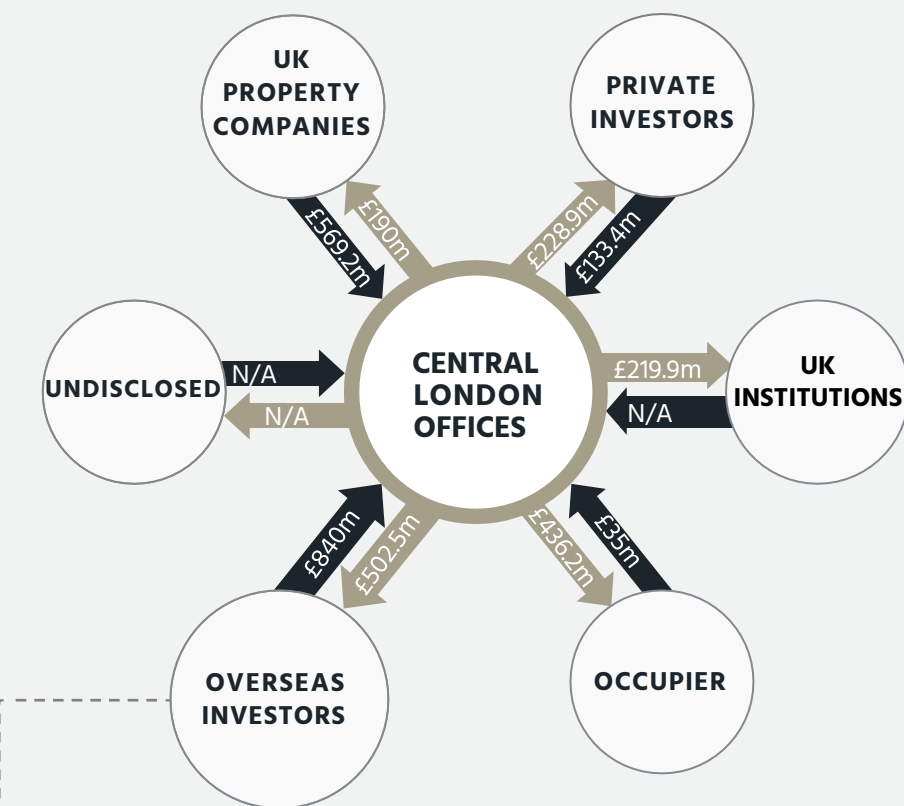 UK
PROPERTY
COMPANIES
PRIVATE
INVESTORS
£569.2m
£190m
£228.9m
£133.4m
UNDISCLOSED
N/A
N/A
CENTRAL
LONDON
OFFICES
£219.9m
N/A
UK
INSTITUTIONS
£840m
£502.5m
£436.2m
£35m
OVERSEAS
INVESTORS
OCCUPIER